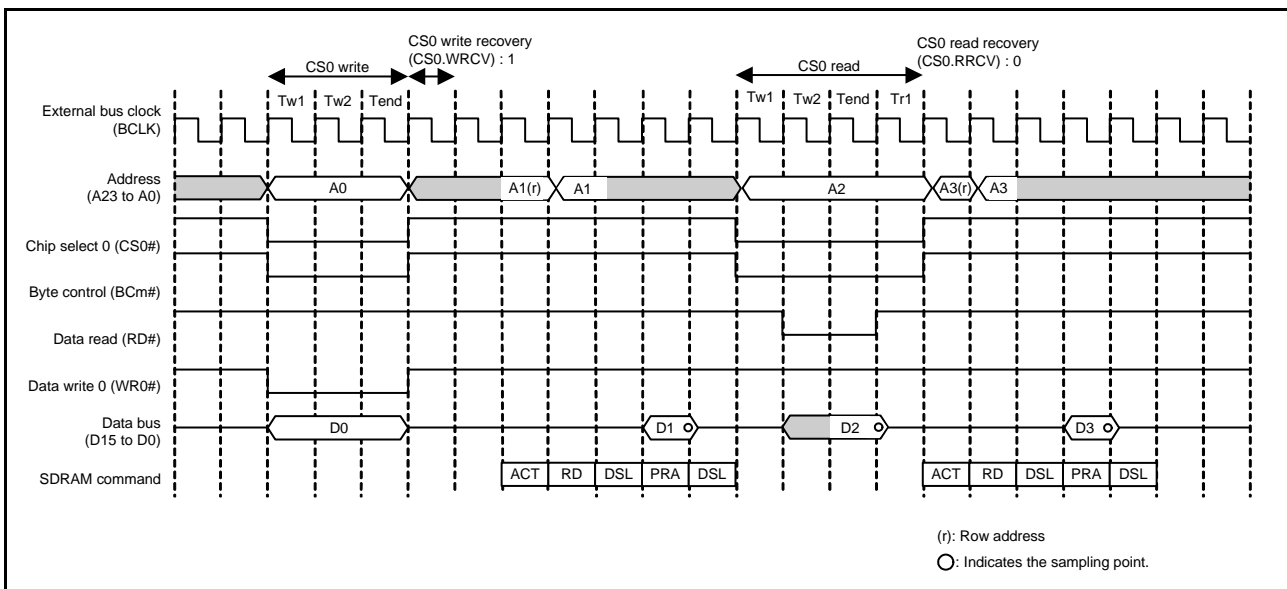 CS0 write recovery
(CS0.WRCV) : 1
CS0 read recovery
(CS0.RRCV) : 0
CS0 write
CS0 read
Tw1 Tw2 Tend
Tw1 Tw2 Tend Tr1
External bus clock
(BCLK)
Address
(A23 to A0)
A0 A1(r) A1 A2 A3(r) A3
Chip select 0 (CS0#)
Byte control (BCm#)
Data read (RD#)
Data write 0 (WR0#)
Data bus
(D15 to D0)
D0 D1 D2 D3
SDRAM command
ACT RD DSL PRA DSL
ACT RD DSL PRA DSL
(r): Row address
: Indicates the sampling point.